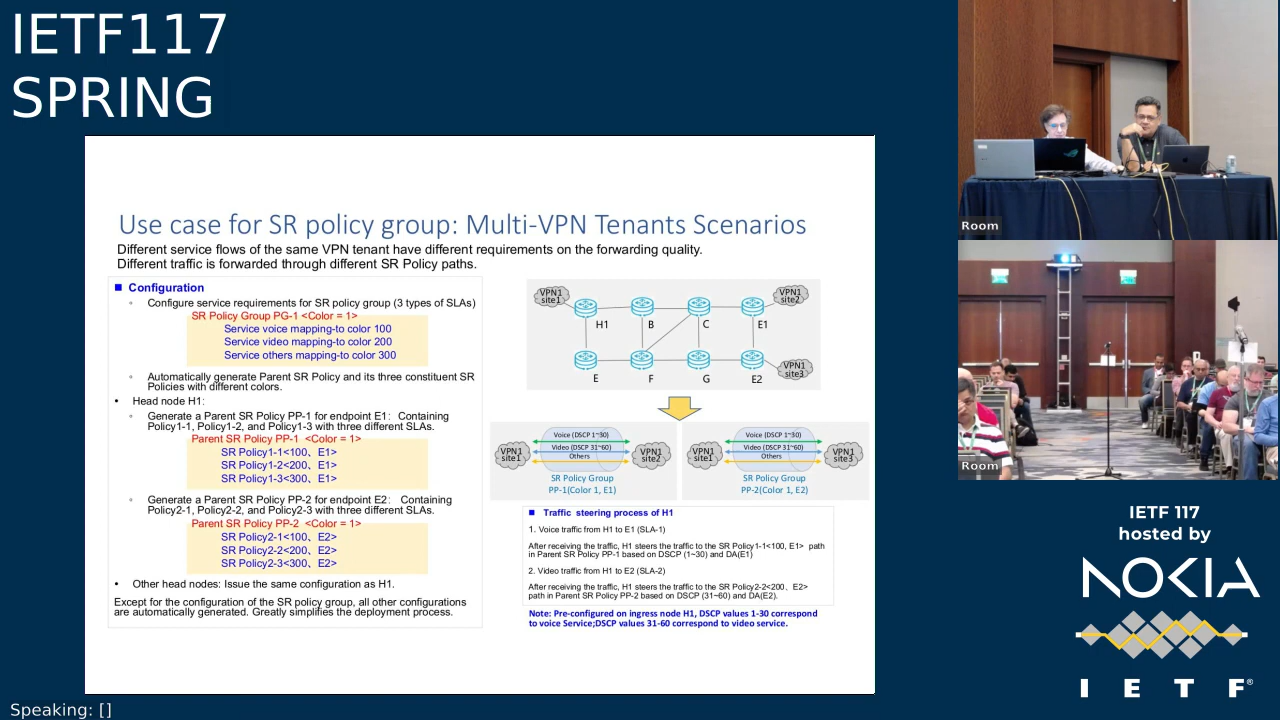 IETF117
SPRING
Use case for SR policy group: Multi-VPN Tenants Scenarios
Different service flows of the same VPN tenant have different requirements on the forwarding quality.
Different traffic is forwarded through different SR Policy paths.
Configuration
Configure service requirements for SR policy group (3 types of SLAs)
SR Policy Group PG-1 <Color = 1>
Service voice mapping-to color 100
Service video mapping-to color 200
Service others mapping-to color 300
Automatically generate Parent SR Policy and its three constituent SR
Policies with different colors.
• Head node H1:
Generate a Parent SR Policy PP-1 for endpoint E1: Containing
Policy1-1, Policy1-2, and Policy1-3 with three different SLAs.
Parent SR Policy PP-1 <Color = 1>
SR Policy1-1<100、E1>
SR Policy1-2<200、E1>
SR Policy1-3<300、E1>
Generate a Parent SR Policy PP-2 for endpoint E2: Containing
Policy2-1, Policy2-2, and Policy2-3 with three different SLAs.
Parent SR Policy PP-2 <Color = 1>
SR Policy2-1<100、E2>
SR Policy2-2<200、E2>
SR Policy2-3<300、E2>
• Other head nodes: Issue the same configuration as H1.
Except for the configuration of the SR policy group, all other configurations
are automatically generated. Greatly simplifies the deployment process.
VPN1
site1
VPN1
site2
H1
B
C
E1
VPN1
site3
E
F
G
E2
VPN1
site1
Voice (DSCP 1~30)
Video (DSCP 31~60)
Others
VPN1
site2
SR Policy Group
PP-1(Color 1, E1)
VPN1
site1
Voice (DSCP 1~30)
Video (DSCP 31~60)
Others
VPN1
site3
SR Policy Group
PP-2(Color 1, E2)
Traffic steering process of H1
1. Voice traffic from H1 to E1 (SLA-1)
After receiving the traffic, H1 steers the traffic to the SR Policy1-1<100, E1> path
in Parent SR Policy PP-1 based on DSCP (1~30) and DA(E1)
2. Video traffic from H1 to E2 (SLA-2)
After receiving the traffic, H1 steers the traffic to the SR Policy2-2<200、E2>
path in Parent SR Policy PP-2 based on DSCP (31~60) and DA(E2).
Note: Pre-configured on ingress node H1, DSCP values 1-30 correspond
to voice Service;DSCP values 31-60 correspond to video service.
Room
Room
IETF 117
hosted by
NOKIA
I E T F®
Speaking: []